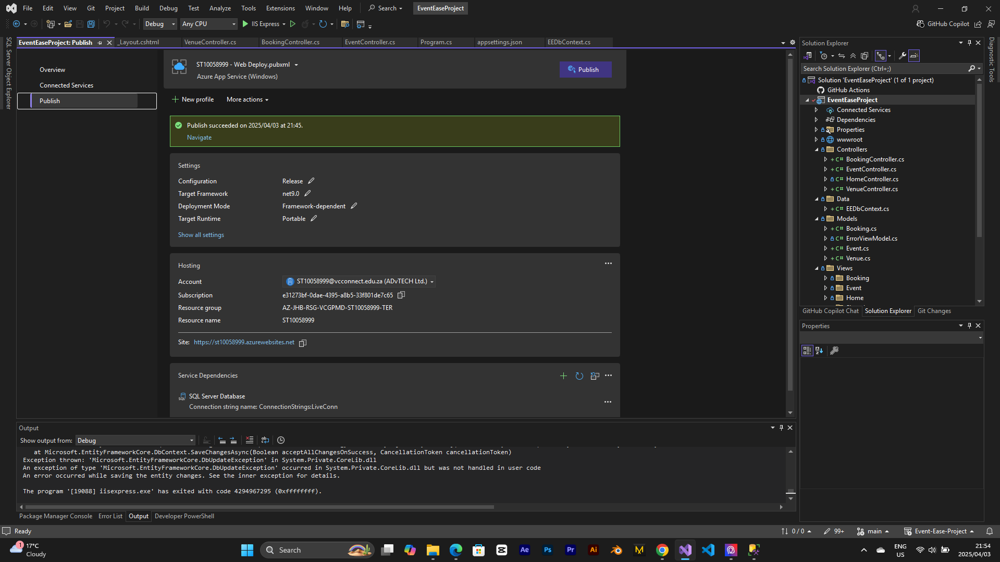 File Edit View Git Project Build Debug Test Analyze Tools Extensions Window Help Search EventEaseProject
Debug Any CPU IIS Express GitHub Copilot
SQL Server Object Explorer
EventEaseProject: Publish _Layout.cshtml VenueController.cs BookingController.cs EventController.cs Program.cs appsettings.json EEDbContext.cs
Overview
Connected Services
Publish
ST10058999 - Web Deploy.pubxml
Azure App Service (Windows)
Publish
New profile More actions
Publish succeeded on 2025/04/03 at 21:45.
Navigate
Settings
Configuration Release
Target Framework net9.0
Deployment Mode Framework-dependent
Target Runtime Portable
Show all settings
Hosting
Account ST10058999@vcconnect.edu.za (ADvTECH Ltd.)
Subscription e31273bf-0dae-4395-a8b5-33f801de7c65
Resource group AZ-JHB-RSG-VCGPMD-ST10058999-TER
Resource name ST10058999
Site: https://st10058999.azurewebsites.net
Service Dependencies
SQL SQL Server Database
Connection string name: ConnectionStrings:LiveConn
Solution Explorer
Search Solution Explorer (Ctrl+;)
Solution 'EventEaseProject' (1 of 1 project)
GitHub Actions
EventEaseProject
Connected Services
Dependencies
Properties
wwwroot
Controllers
C# BookingController.cs
C# EventController.cs
C# HomeController.cs
C# VenueController.cs
Data
C# EEDbContext.cs
Models
C# Booking.cs
C# ErrorViewModel.cs
C# Event.cs
C# Venue.cs
Views
Booking
Event
Home
GitHub Copilot Chat Solution Explorer Git Changes
Properties
Diagnostic Tools
Output
Show output from: Debug
at Microsoft.EntityFrameworkCore.DbContext.SaveChangesAsync(Boolean acceptAllChangesOnSuccess, CancellationToken cancellationToken)
Exception thrown: 'Microsoft.EntityFrameworkCore.DbUpdateException' in System.Private.CoreLib.dll
An exception of type 'Microsoft.EntityFrameworkCore.DbUpdateException' occurred in System.Private.CoreLib.dll but was not handled in user code
An error occurred while saving the entity changes. See the inner exception for details.
The program '[19088] iisexpress.exe' has exited with code 4294967295 (0xffffffff).
Package Manager Console Error List Output Developer PowerShell
Ready 0 / 0 99+ main Event-Ease-Project
1 17°C
Cloudy
Search
Ae Ps Pr Ai M
ENG
US
21:54
2025/04/03